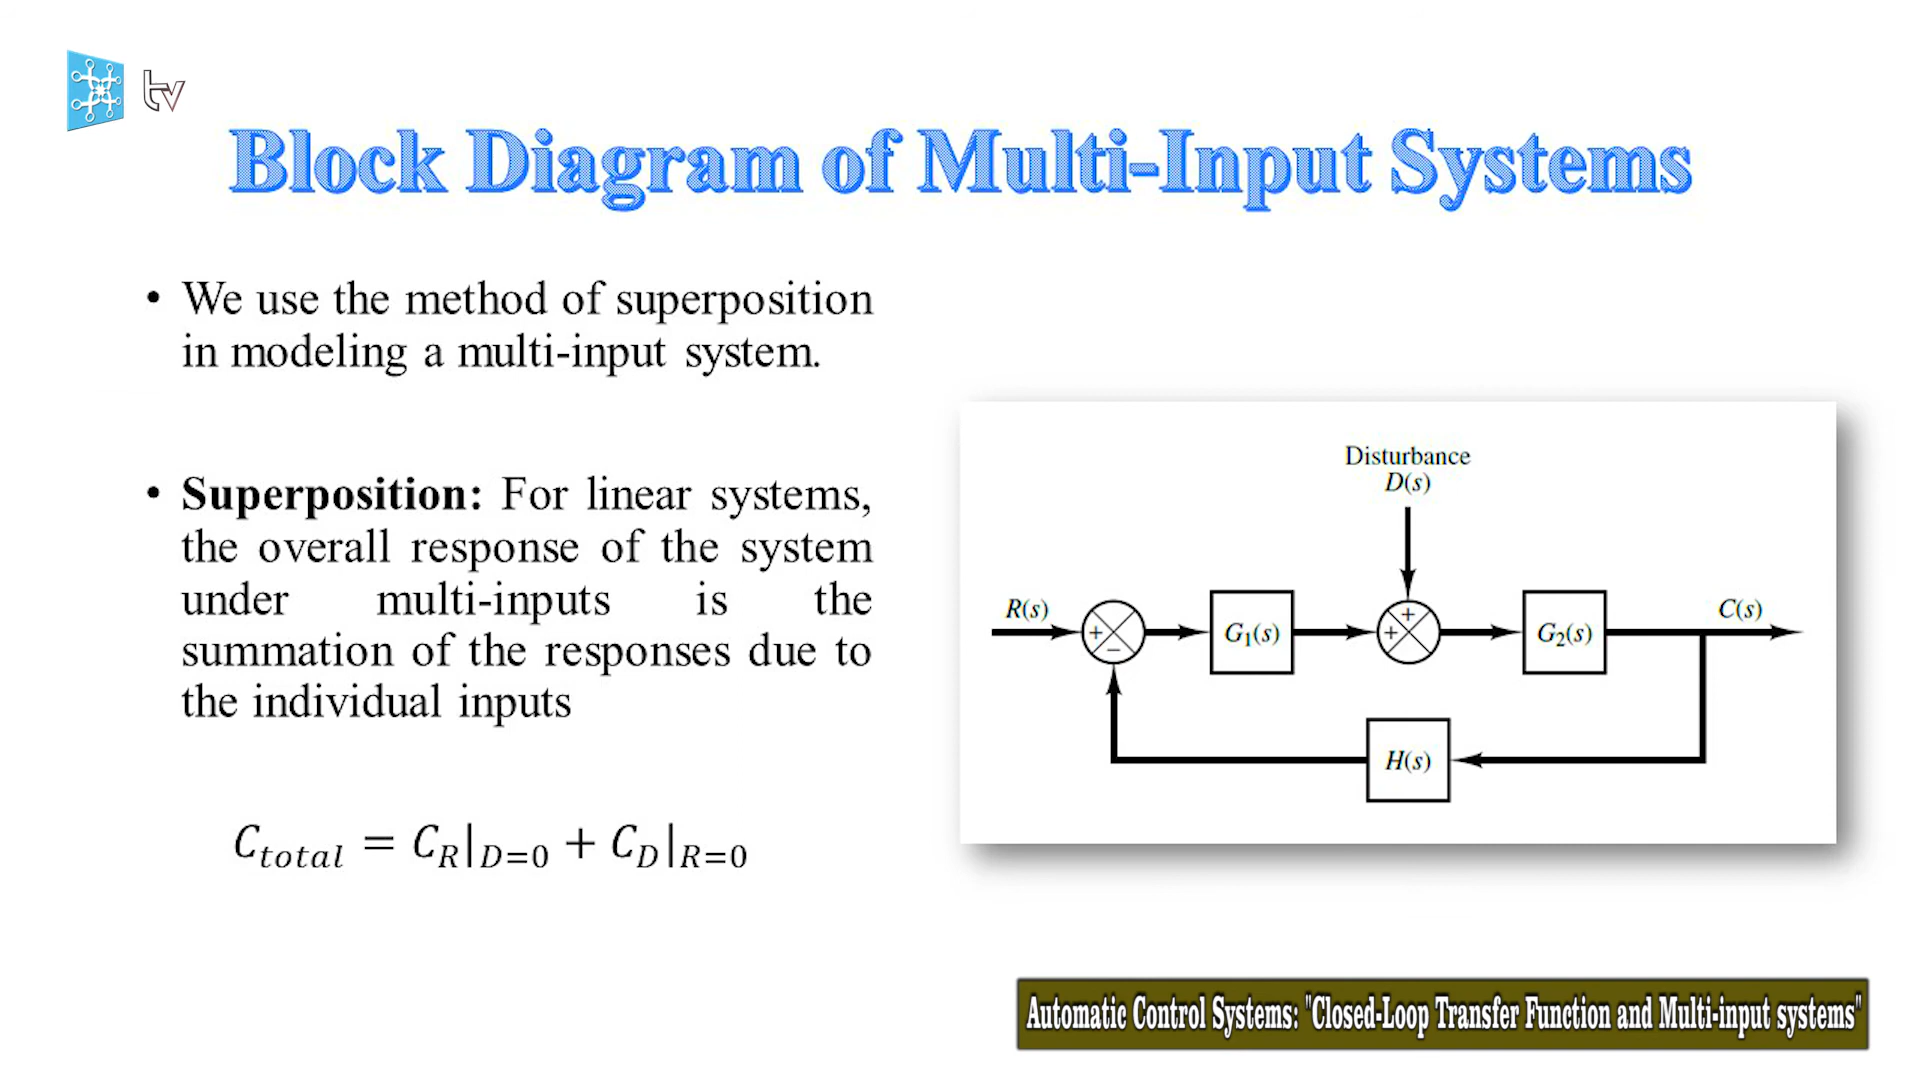 tv
Block Diagram of Multi-Input Systems
• We use the method of superposition
in modeling a multi-input system.
• Superposition: For linear systems,
the overall response of the system
under multi-inputs is the
summation of the responses due to
the individual inputs
C_total = C_R|_D=0 + C_D|_R=0
Disturbance
D(s)
R(s)
+
−
G₁(s)
+
+
G₂(s)
C(s)
H(s)
Automatic Control Systems: "Closed-Loop Transfer Function and Multi-input systems"